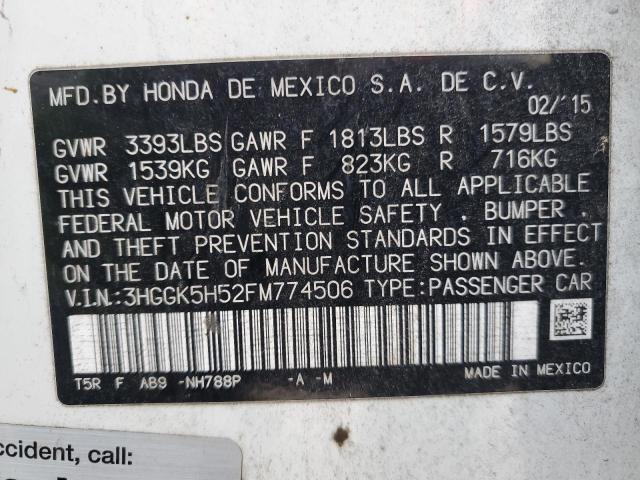 MFD.BY HONDA DE MEXICO S.A. DE C.V.
02/'15
GVWR 3393LBS GAWR F 1813LBS R 1579LBS
GVWR 1539KG GAWR F 823KG R 716KG
THIS VEHICLE CONFORMS TO ALL APPLICABLE
FEDERAL MOTOR VEHICLE SAFETY . BUMPER .
AND THEFT PREVENTION STANDARDS IN EFFECT
ON THE DATE OF MANUFACTURE SHOWN ABOVE.
V.I.N:3HGGK5H52FM774506 TYPE:PASSENGER CAR
T5R F AB9 -NH788P -A -M MADE IN MEXICO
ccident, call: